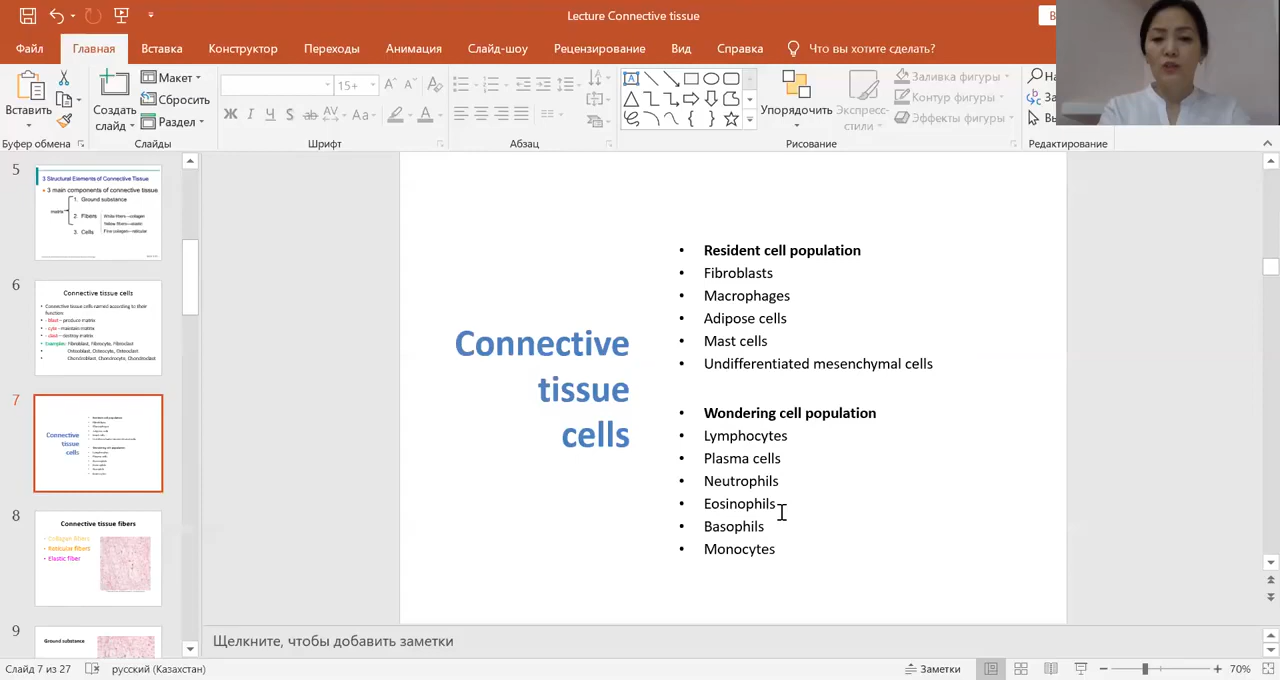 Lecture Connective tissue
В
Файл
Главная
Вставка
Конструктор
Переходы
Анимация
Слайд-шоу
Рецензирование
Вид
Справка
Что вы хотите сделать?
Вставить
Создать слайд
Макет
Сбросить
Раздел
15+
Ж К Ч S ab AV Aa А
Упорядочить
Экспресс-стили
Заливка фигуры
Контур фигуры
Эффекты фигуры
На
За
Вы
Буфер обмена
Слайды
Шрифт
Абзац
Рисование
Редактирование
5
3 Structural Elements of Connective Tissue
• 3 main components of connective tissue
1. Ground substance
matrix
2. Fibers
White fibers—collagen
Yellow fibers—elastin
Fine collagen—reticular
3. Cells
6
Connective tissue cells
• Connective tissue cells named according to their
function:
• - blast – produce matrix
• - cyte – maintain matrix
• - clast – destroy matrix
• Examples: Fibroblast, Fibrocyte, Fibroclast
• Osteoblast, Osteocyte, Osteoclast
• Chondroblast, Chondrocyte, Chondroclast
7
Connective
tissue
cells
8
Connective tissue fibers
• Collagen fibers
• Reticular fibers
• Elastic fiber
9
Ground substance
Connective
tissue
cells
• Resident cell population
• Fibroblasts
• Macrophages
• Adipose cells
• Mast cells
• Undifferentiated mesenchymal cells
• Wondering cell population
• Lymphocytes
• Plasma cells
• Neutrophils
• Eosinophils
• Basophils
• Monocytes
Щелкните, чтобы добавить заметки
Слайд 7 из 27
русский (Казахстан)
Заметки
70%